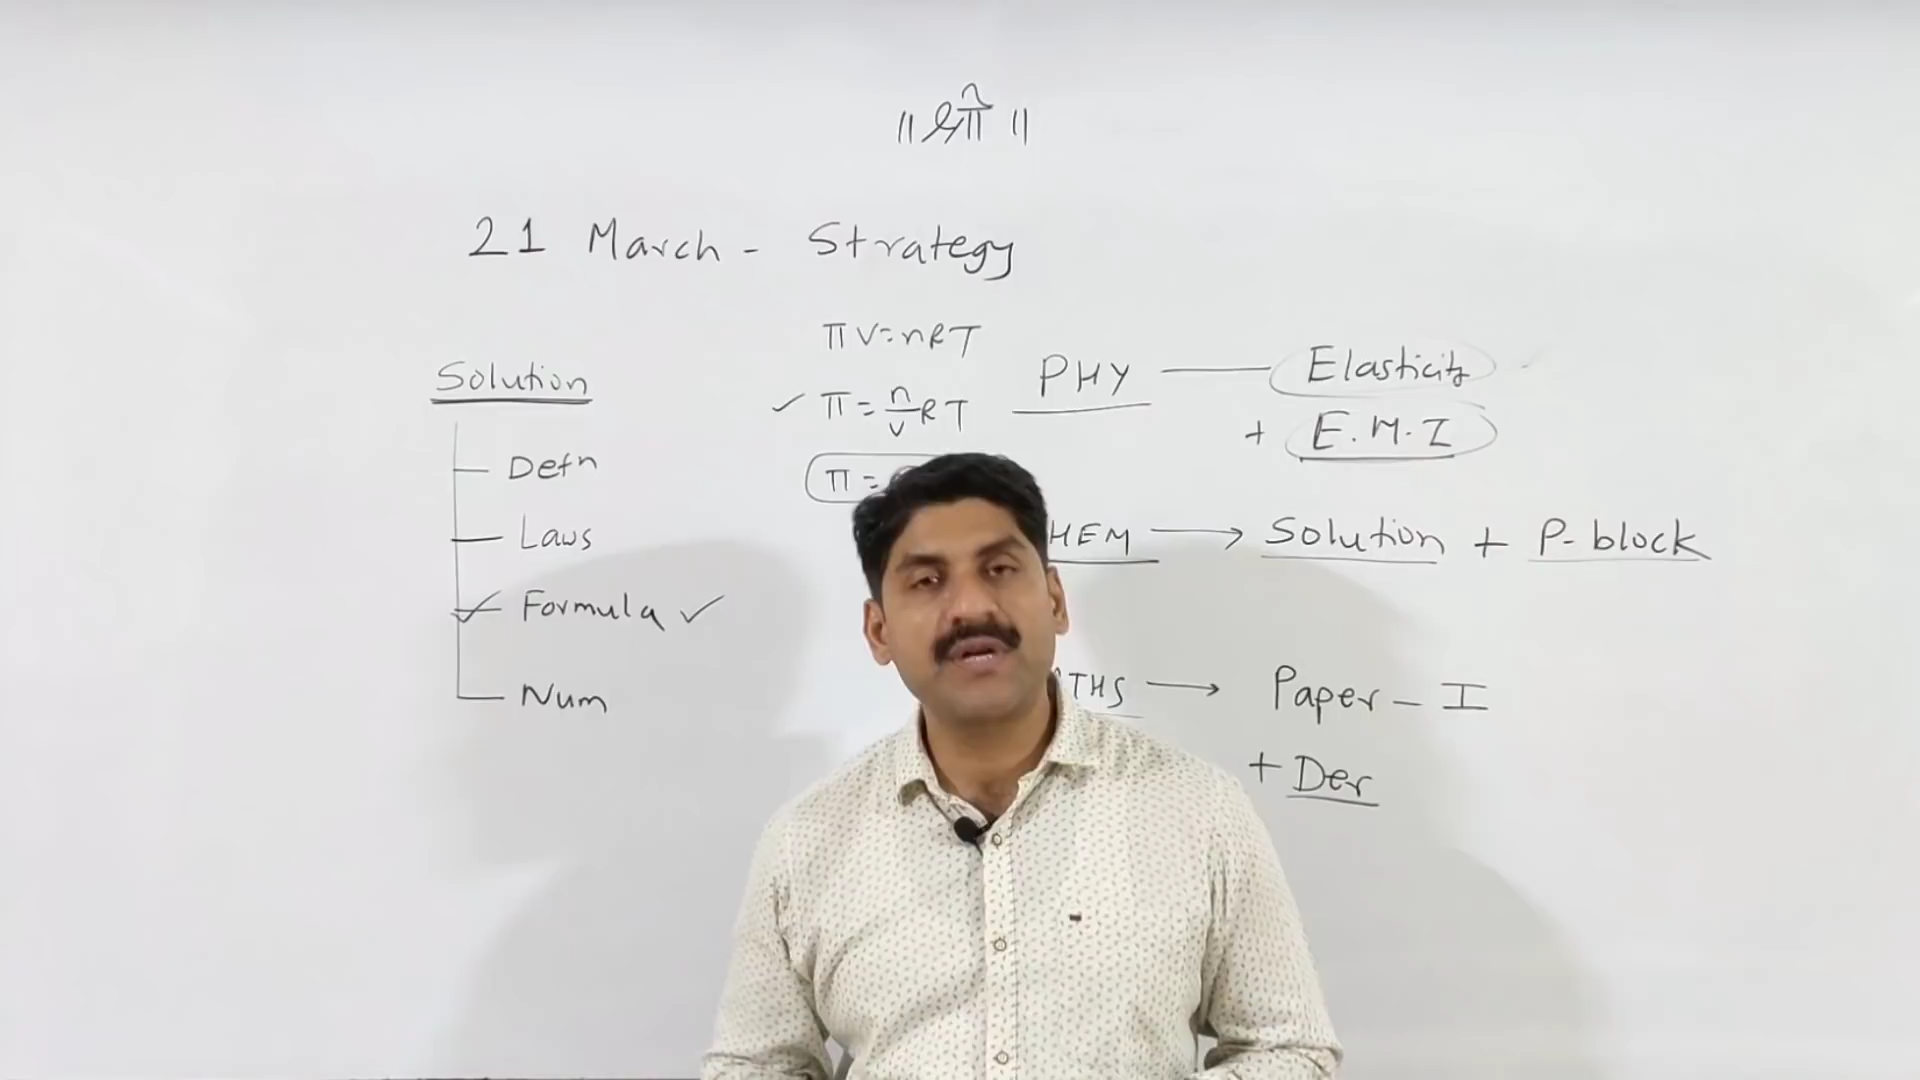 ॥ श्री ॥
21 March - Strategy
Solution
Defn
Laws
Formula ✓
Num
πV=nRT
✓ π = n/V RT
π =
PHY — Elasticity
+ E.M.I
HEM → Solution + P-block
THS → Paper - I
+ Der